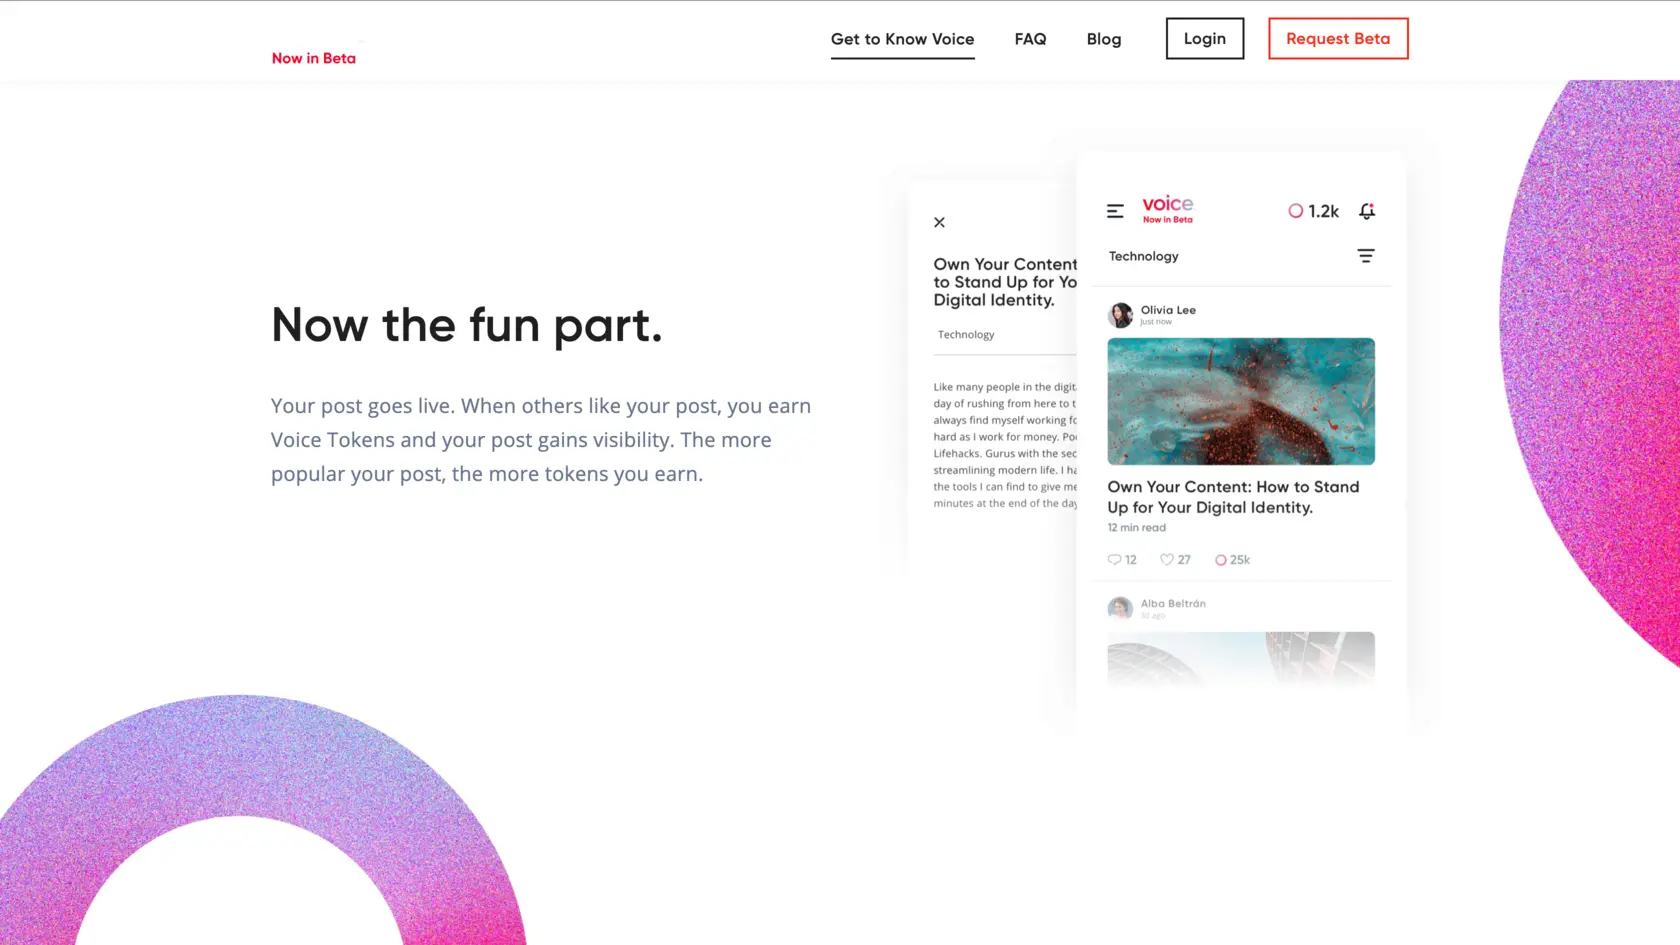 Now in Beta
Get to Know Voice
FAQ
Blog
Login
Request Beta
Now the fun part.
Your post goes live. When others like your post, you earn
Voice Tokens and your post gains visibility. The more
popular your post, the more tokens you earn.
Own Your Content
to Stand Up for Yo
Digital Identity.
Technology
Like many people in the digit
day of rushing from here to t
always find myself working fo
hard as I work for money. Po
Lifehacks. Gurus with the sec
streamlining modern life. I ha
the tools I can find to give me
minutes at the end of the day
voice
Now in Beta
1.2k
Technology
Olivia Lee
Just now
Own Your Content: How to Stand
Up for Your Digital Identity.
12 min read
12
27
25k
Alba Beltrán